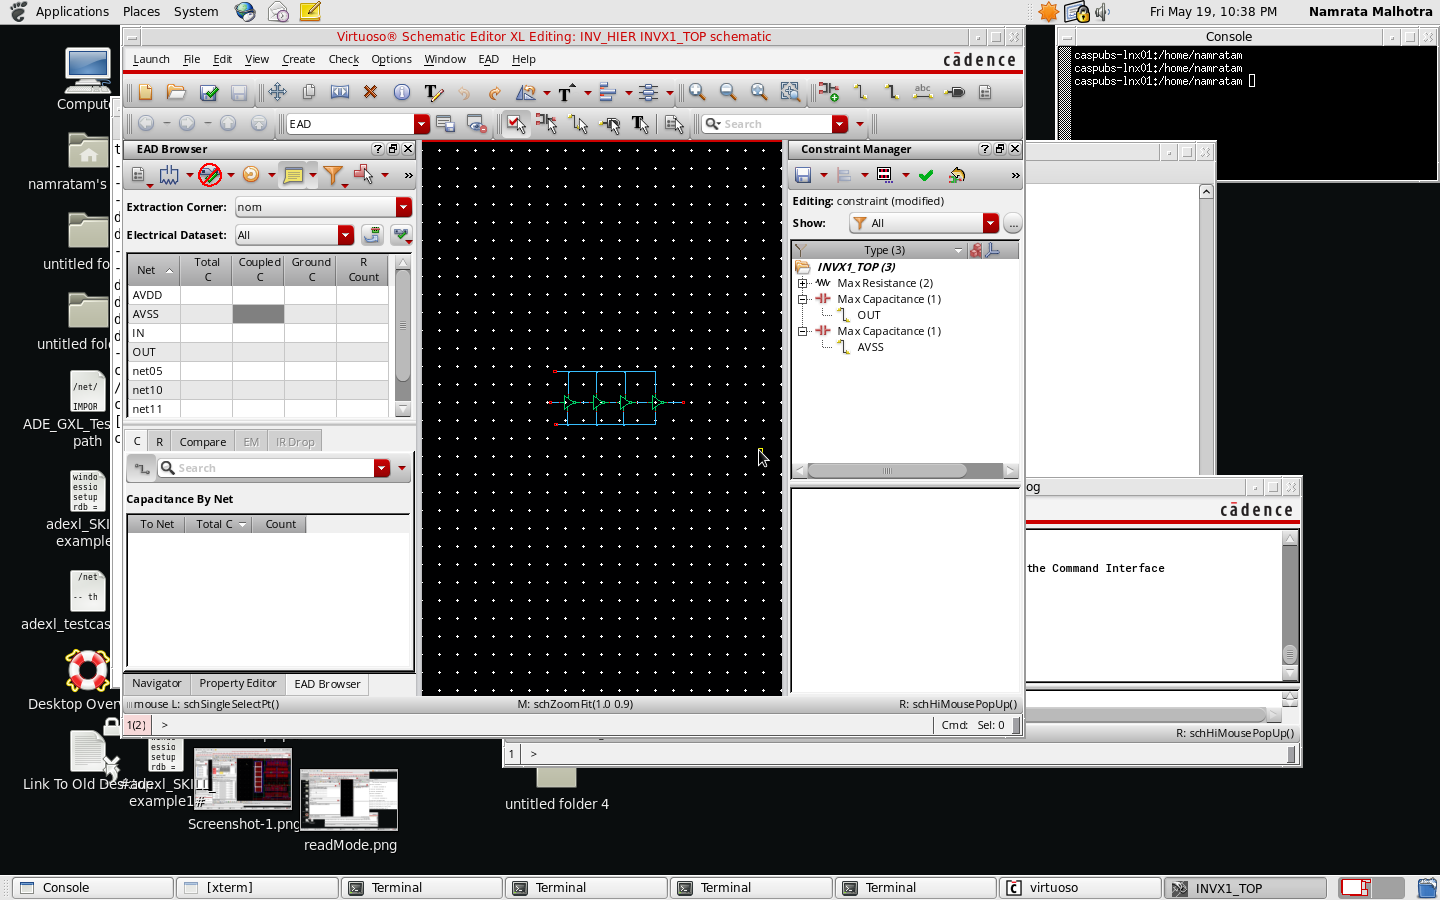 Applications Places System
Fri May 19, 10:38 PM Namrata Malhotra
Virtuoso® Schematic Editor XL Editing: INV_HIER INVX1_TOP schematic
Launch File Edit View Create Check Options Window EAD Help
cādence
abc
EAD
Search
EAD Browser
Extraction Corner: nom
Electrical Dataset: All
Net Total C Coupled C Ground C R Count
AVDD
AVSS
IN
OUT
net05
net10
net11
C R Compare EM IR Drop
Search
Capacitance By Net
To Net Total C Count
Navigator Property Editor EAD Browser
mouse L: schSingleSelectPt() M: schZoomFit(1.0 0.9) R: schHiMousePopUp()
1(2) > Cmd: Sel: 0
Constraint Manager
Editing: constraint (modified)
Show: All
Type (3)
INVX1_TOP (3)
Max Resistance (2)
Max Capacitance (1)
OUT
Max Capacitance (1)
AVSS
Console
caspubs-lnx01:/home/namratam
caspubs-lnx01:/home/namratam
caspubs-lnx01:/home/namratam
og
cādence
the Command Interface
R: schHiMousePopUp()
1 >
Compute
namratam's
untitled fo
untitled fol
/net/
IMPOR
ADE_GXL_Tes
path
windo
essio
setup
rdb =
adexl_SKI
example
/net
-- th
adexl_testcas
Desktop Over
Link To Old Desktop
essio
setup
rdb =
#adexl_SKILL
example1#
Screenshot-1.png
readMode.png
untitled folder 4
Console [xterm] Terminal Terminal Terminal Terminal virtuoso INVX1_TOP